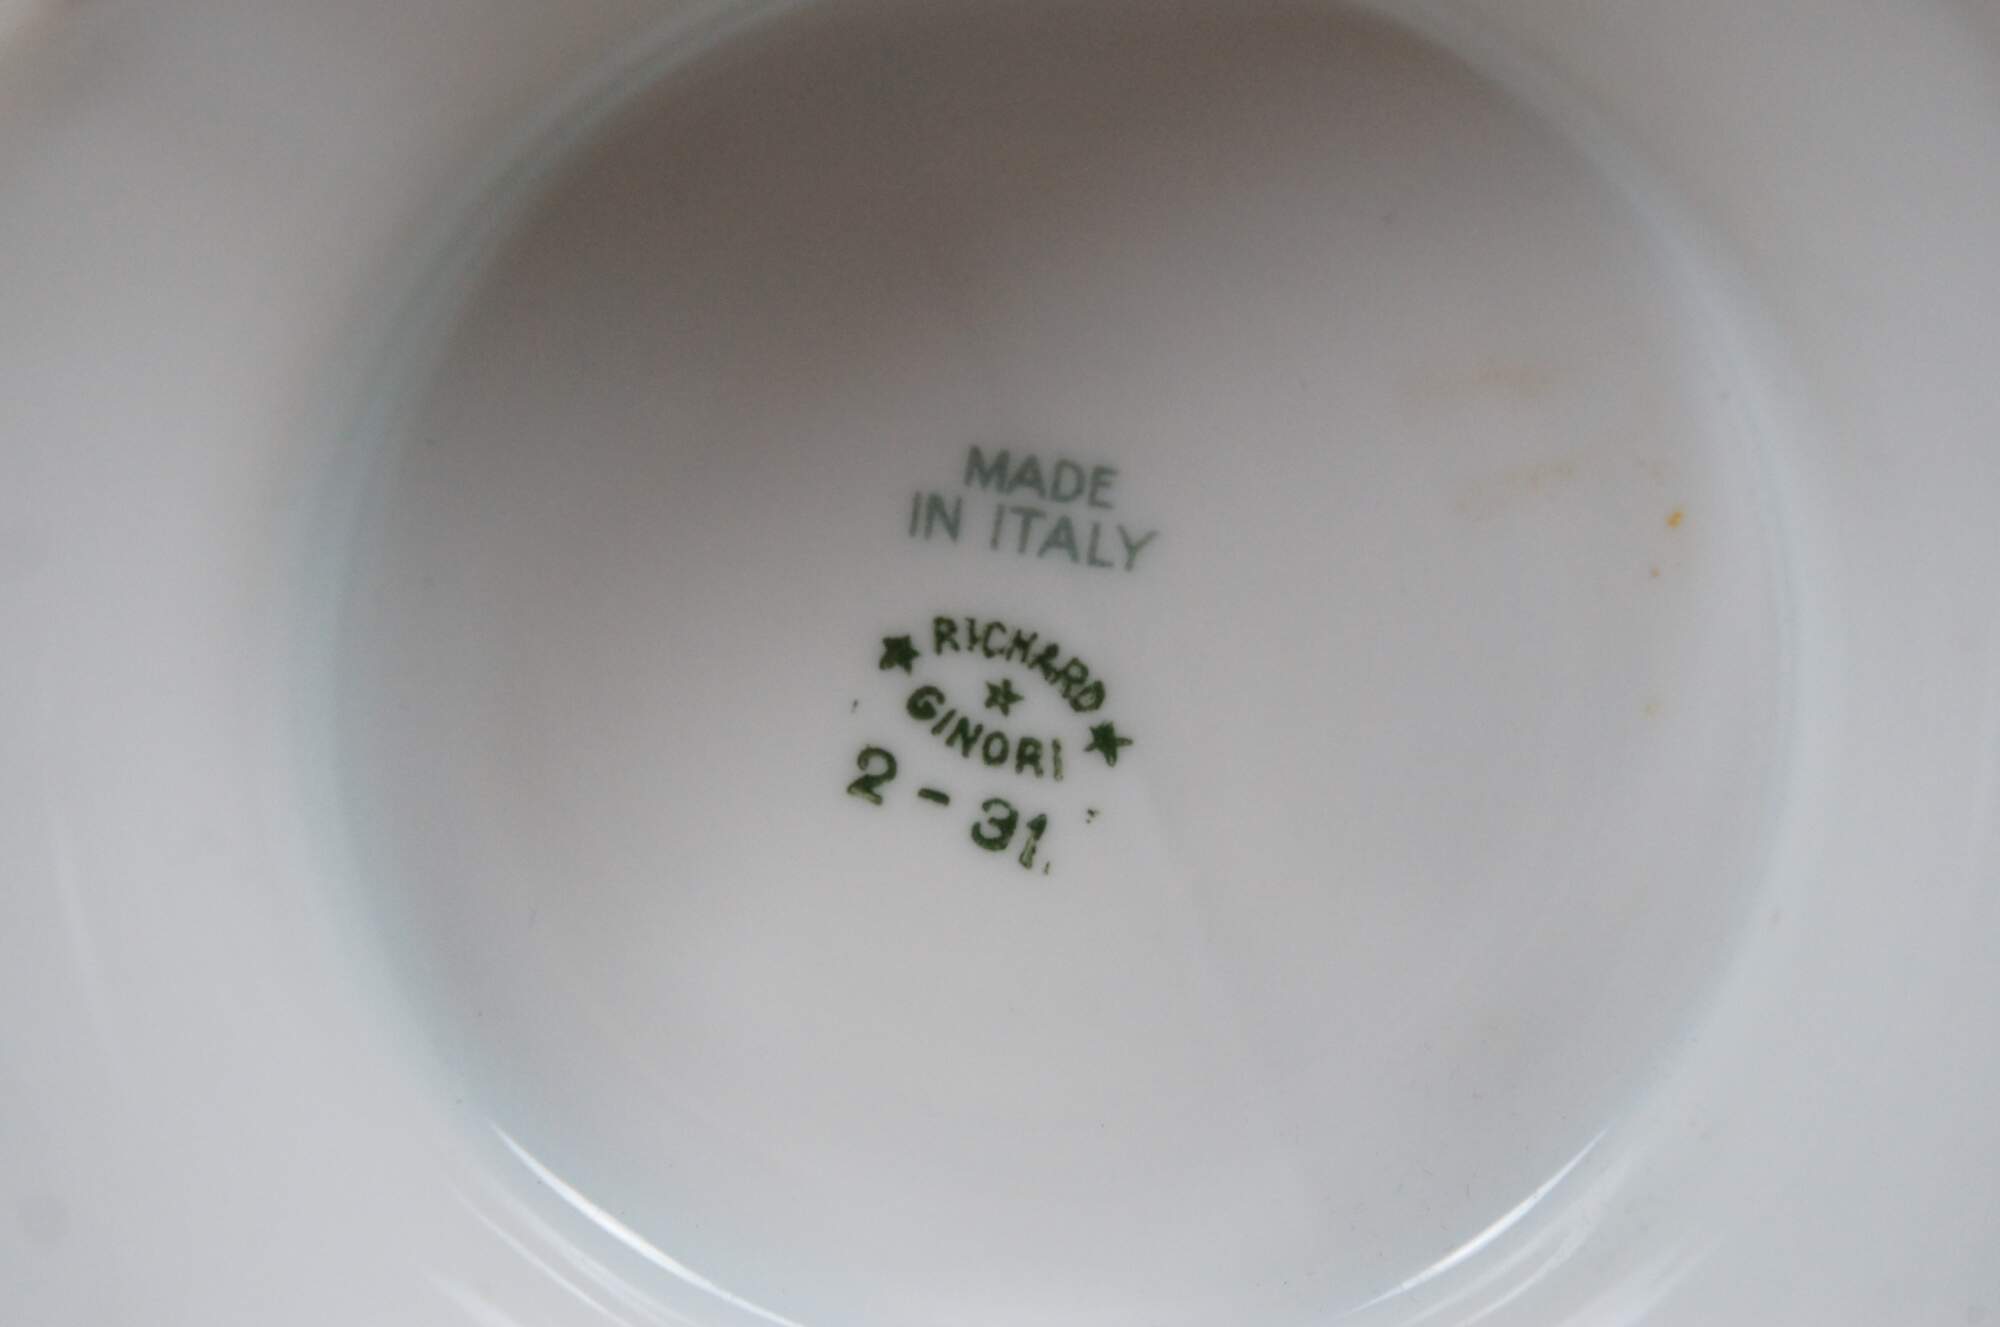 MADE
IN ITALY
RICHARD
GINORI
2-31